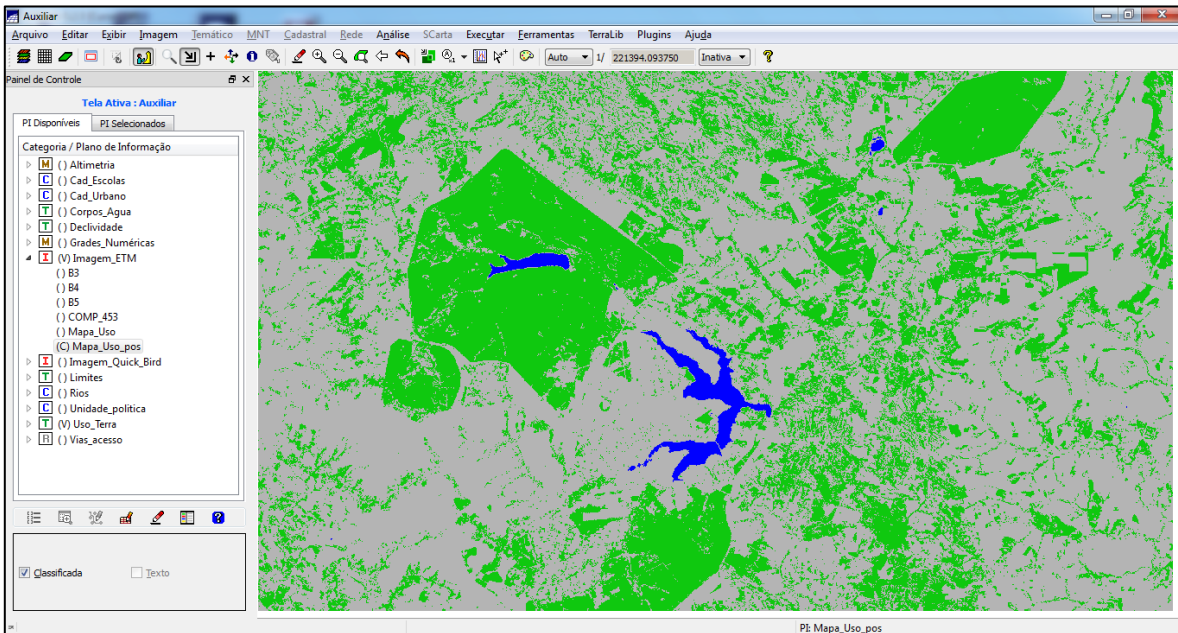 Auxiliar
Arquivo Editar Exibir Imagem Temático MNT Cadastral Rede Análise SCarta Executar Ferramentas TerraLib Plugins Ajuda
Auto 1/ 221394.093750 Inativa
Painel de Controle
Tela Ativa : Auxiliar
PI Disponíveis PI Selecionados
Categoria / Plano de Informação
M ( ) Altimetria
C ( ) Cad_Escolas
C ( ) Cad_Urbano
T ( ) Corpos_Agua
T ( ) Declividade
M ( ) Grades_Numéricas
I (V) Imagem_ETM
( ) B3
( ) B4
( ) B5
( ) COMP_453
( ) Mapa_Uso
(C) Mapa_Uso_pos
I ( ) Imagem_Quick_Bird
T ( ) Limites
C ( ) Rios
C ( ) Unidade_politica
T (V) Uso_Terra
R ( ) Vias_acesso
Classificada Texto
PI: Mapa_Uso_pos